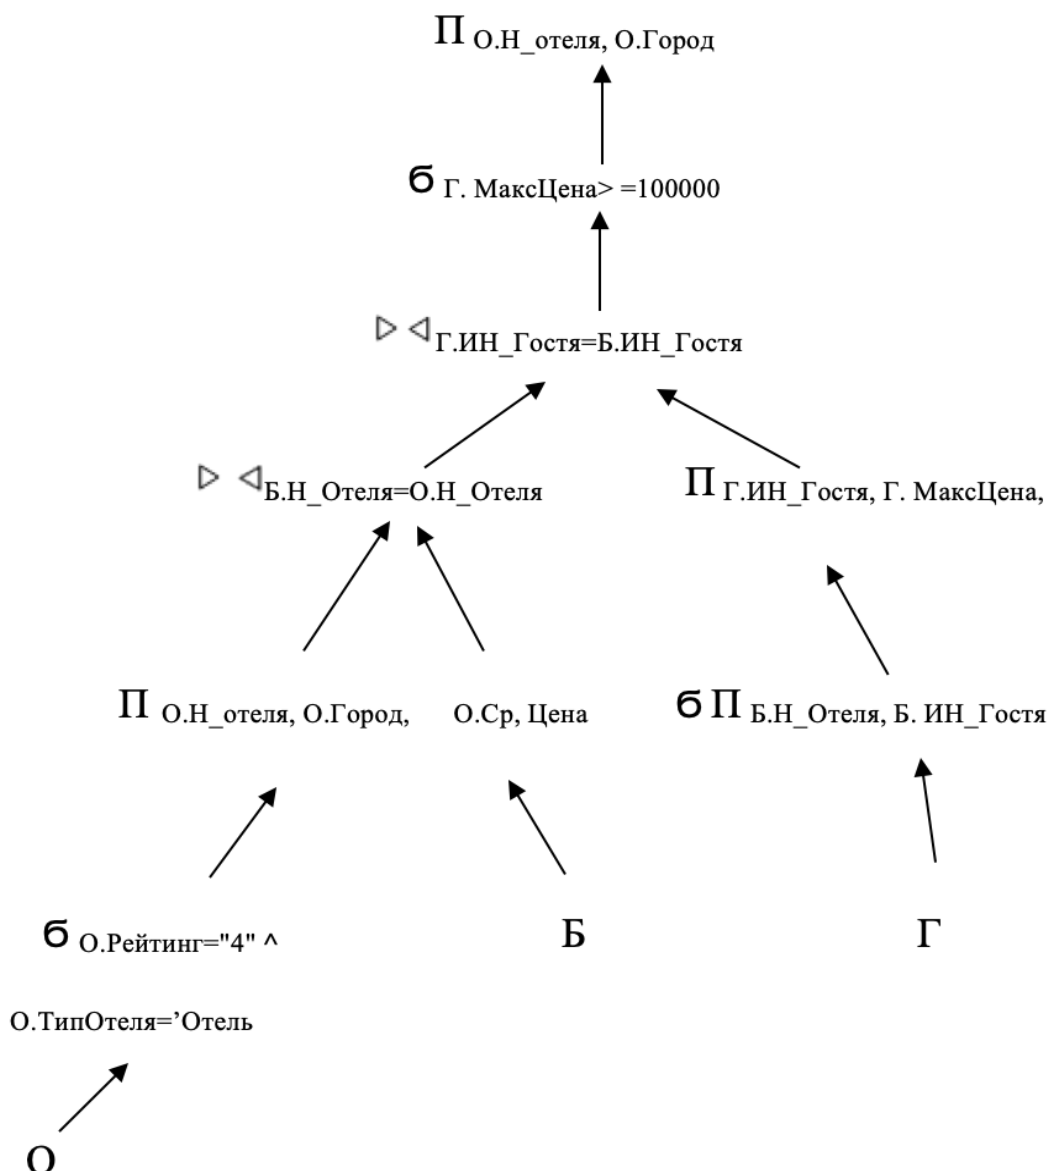 П О.Н_отеля, О.Город
б Г. МаксЦена> =100000
▷ ◁ Г.ИН_Гостя=Б.ИН_Гостя
▷ ◁ Б.Н_Отеля=О.Н_Отеля
П Г.ИН_Гостя, Г. МаксЦена,
П О.Н_отеля, О.Город,
О.Ср, Цена
б П Б.Н_Отеля, Б. ИН_Гостя
б О.Рейтинг="4" ^
Б
Г
О.ТипОтеля=’Отель
О